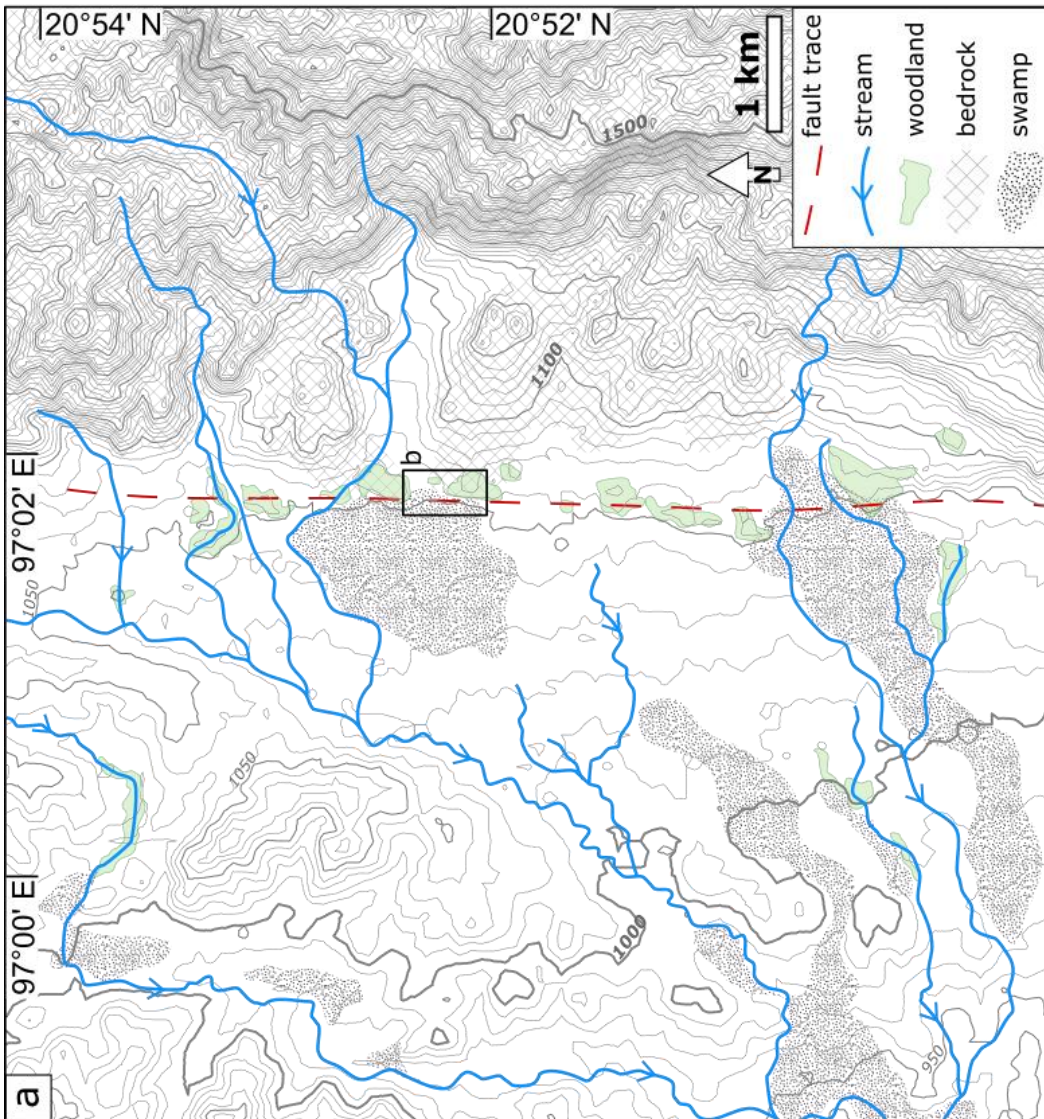 a
20°54' N
20°52' N
97°02' E
97°00' E
1050
1050
1500
1100
1000
950
b
N
1 km
fault trace
stream
woodland
bedrock
swamp